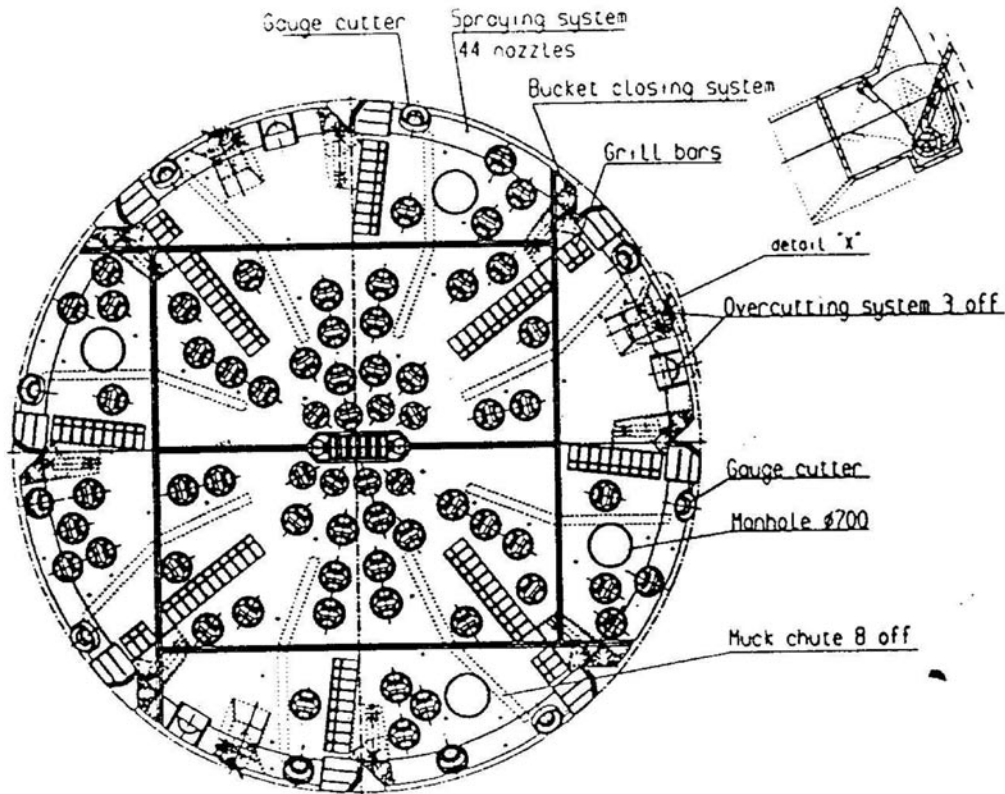 Gauge cutter
Spraying system
44 nozzles
Bucket closing system
Grill bars
detail "X"
Overcutting system 3 off
Gauge cutter
Manhole ø700
Muck chute 8 off